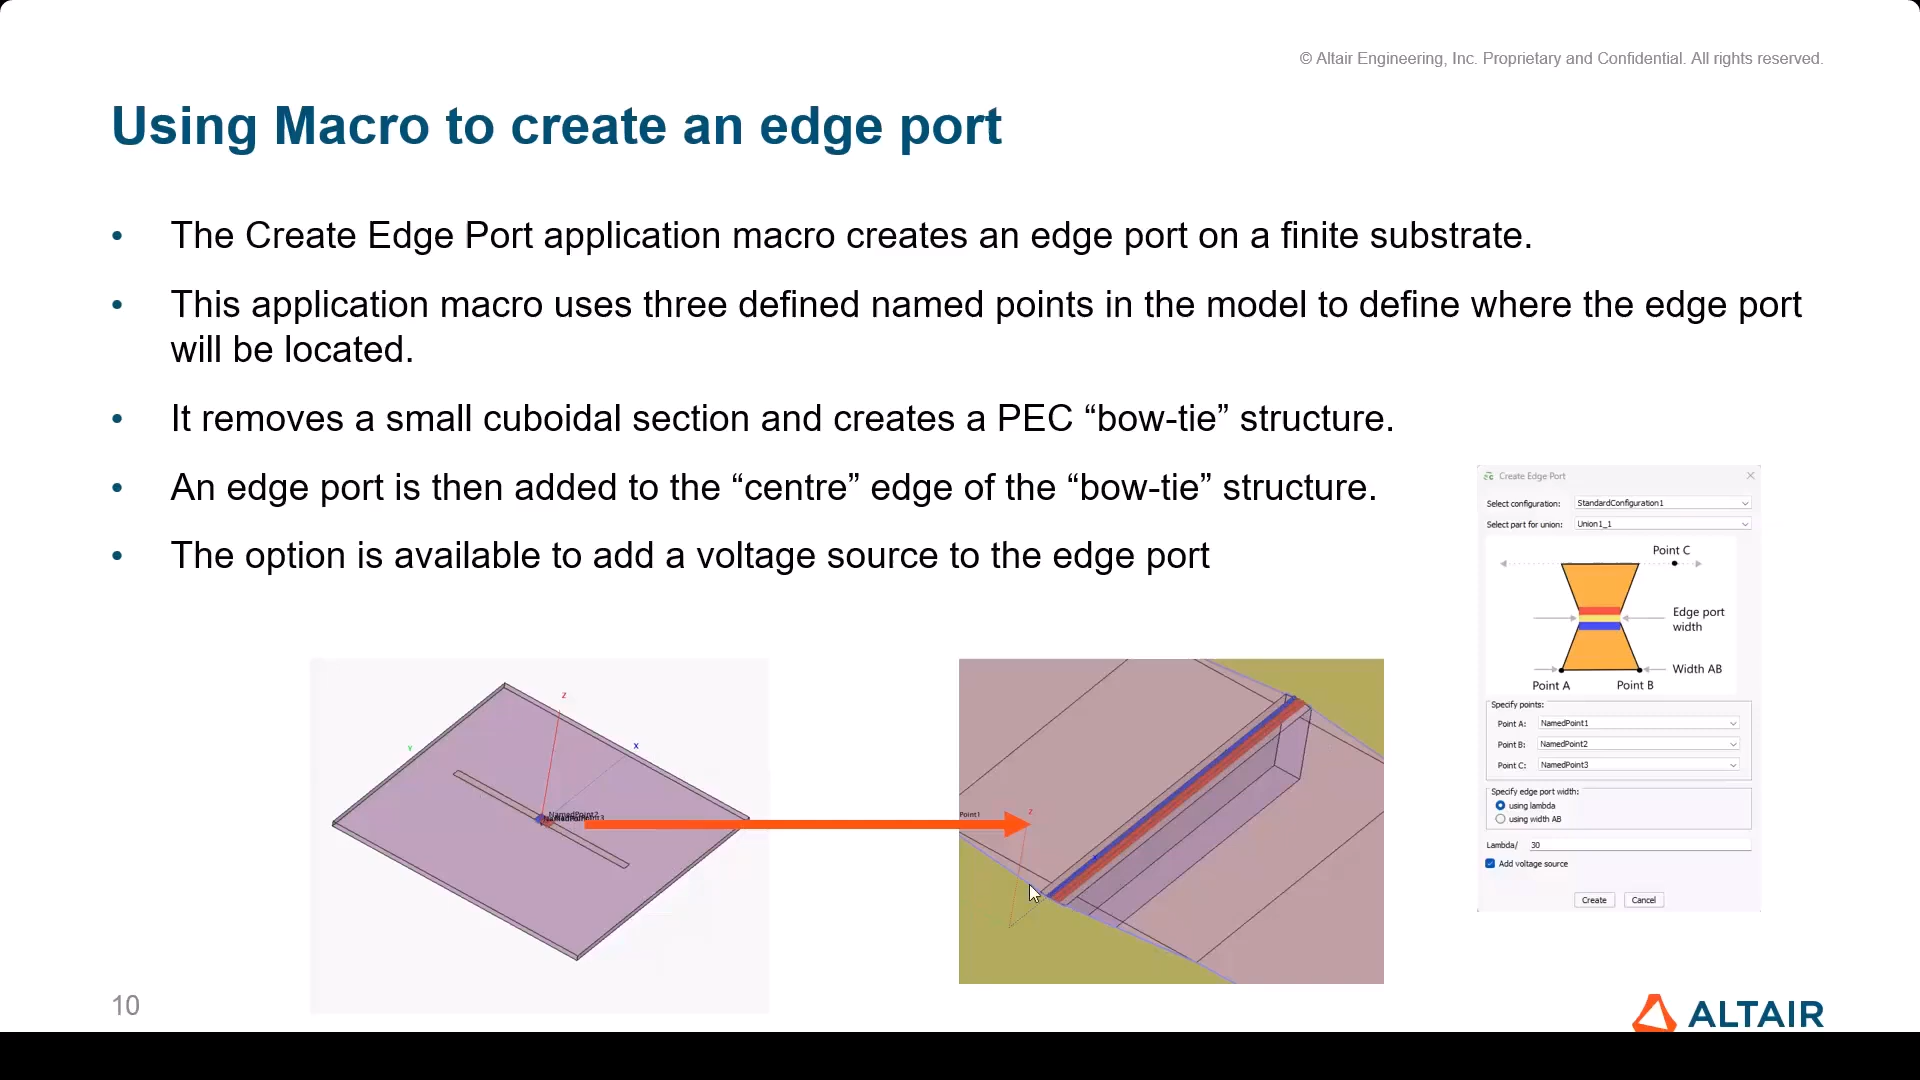 © Altair Engineering, Inc. Proprietary and Confidential. All rights reserved.
Using Macro to create an edge port
• The Create Edge Port application macro creates an edge port on a finite substrate.
• This application macro uses three defined named points in the model to define where the edge port
will be located.
• It removes a small cuboidal section and creates a PEC “bow-tie” structure.
• An edge port is then added to the “centre” edge of the “bow-tie” structure.
• The option is available to add a voltage source to the edge port
Z
Y
X
NamedPoint2
Point1
Z
Create Edge Port
Select configuration: StandardConfiguration1
Select part for union: Union1_1
Point C
Edge port
width
Width AB
Point A
Point B
Specify points:
Point A: NamedPoint1
Point B: NamedPoint2
Point C: NamedPoint3
Specify edge port width:
using lambda
using width AB
Lambda/ 30
Add voltage source
Create
Cancel
10
ALTAIR